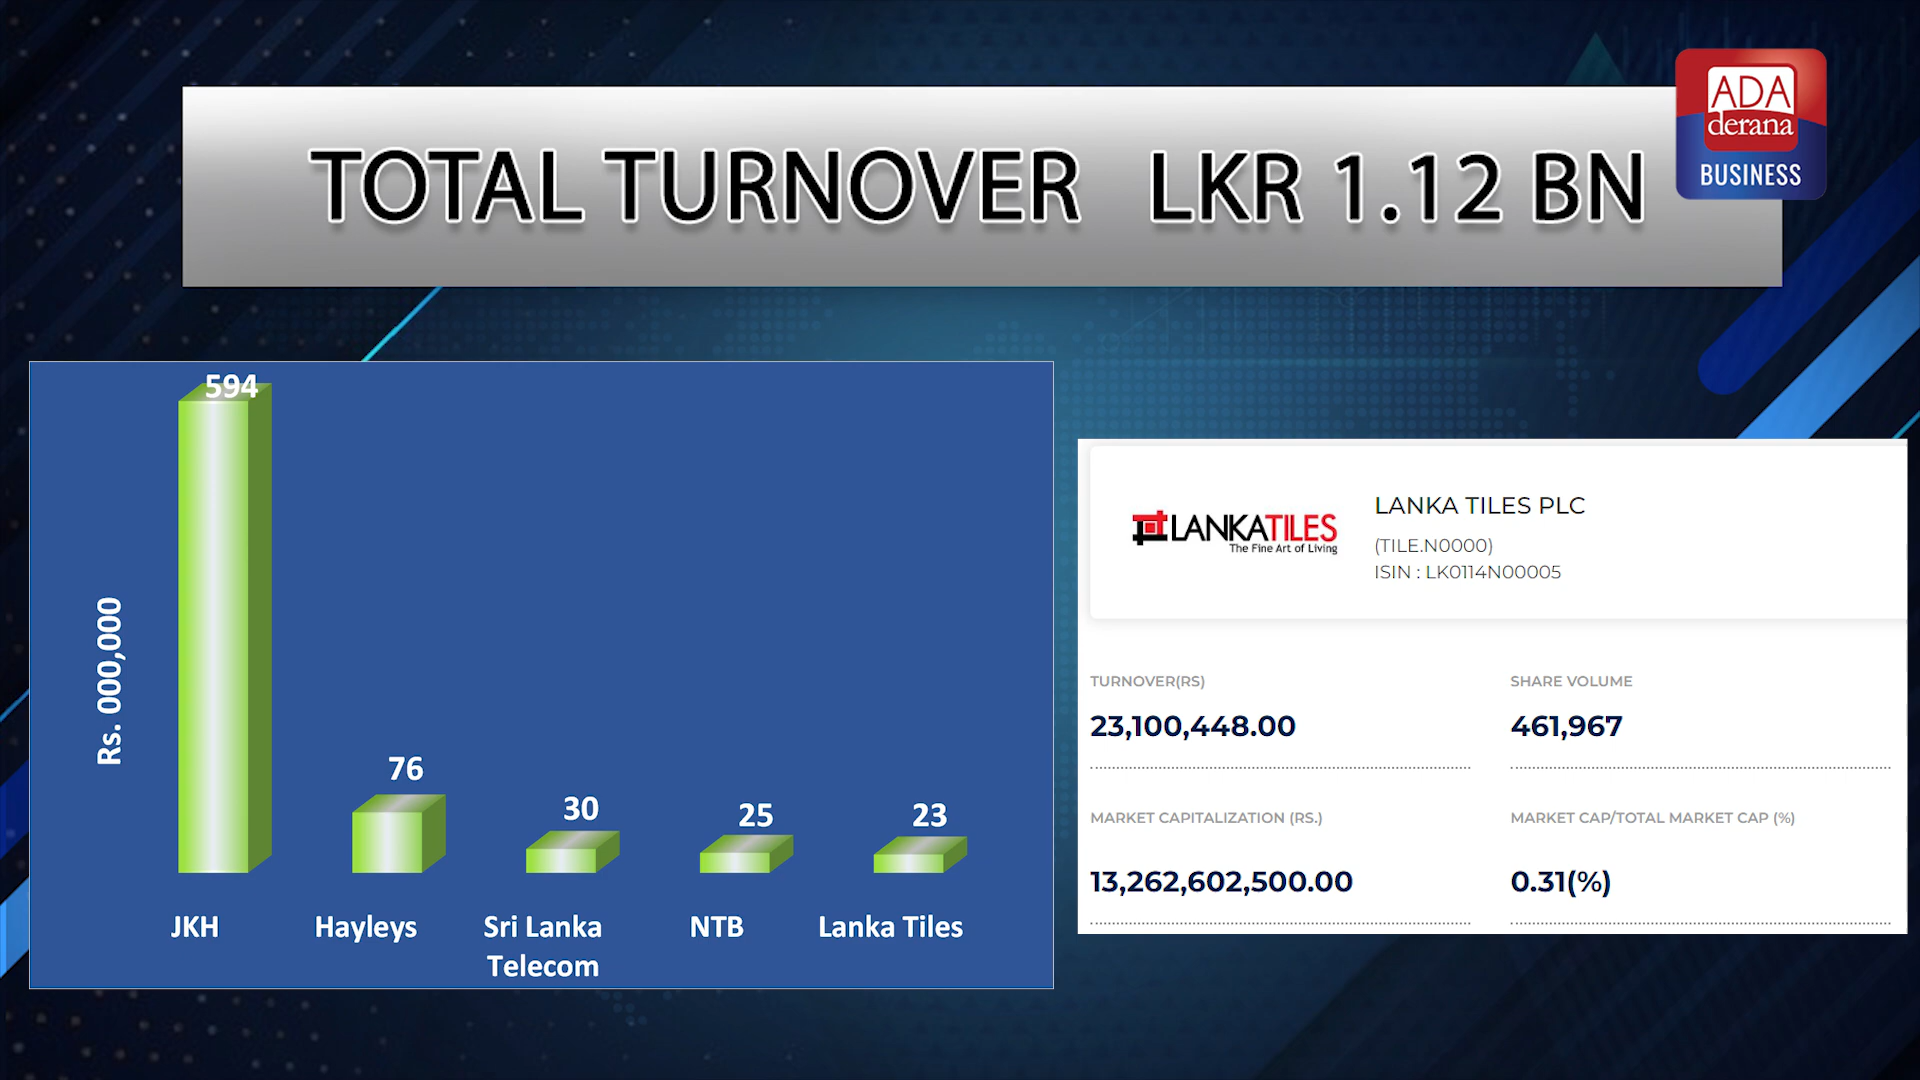 ADA
derana
BUSINESS
TOTAL TURNOVER LKR 1.12 BN
Rs. 000,000
594
76
30
25
23
JKH
Hayleys
Sri Lanka
Telecom
NTB
Lanka Tiles
LANKATILES
The Fine Art of Living
LANKA TILES PLC
(TILE.N0000)
ISIN : LK0114N00005
TURNOVER(RS)
23,100,448.00
SHARE VOLUME
461,967
MARKET CAPITALIZATION (RS.)
13,262,602,500.00
MARKET CAP/TOTAL MARKET CAP (%)
0.31(%)